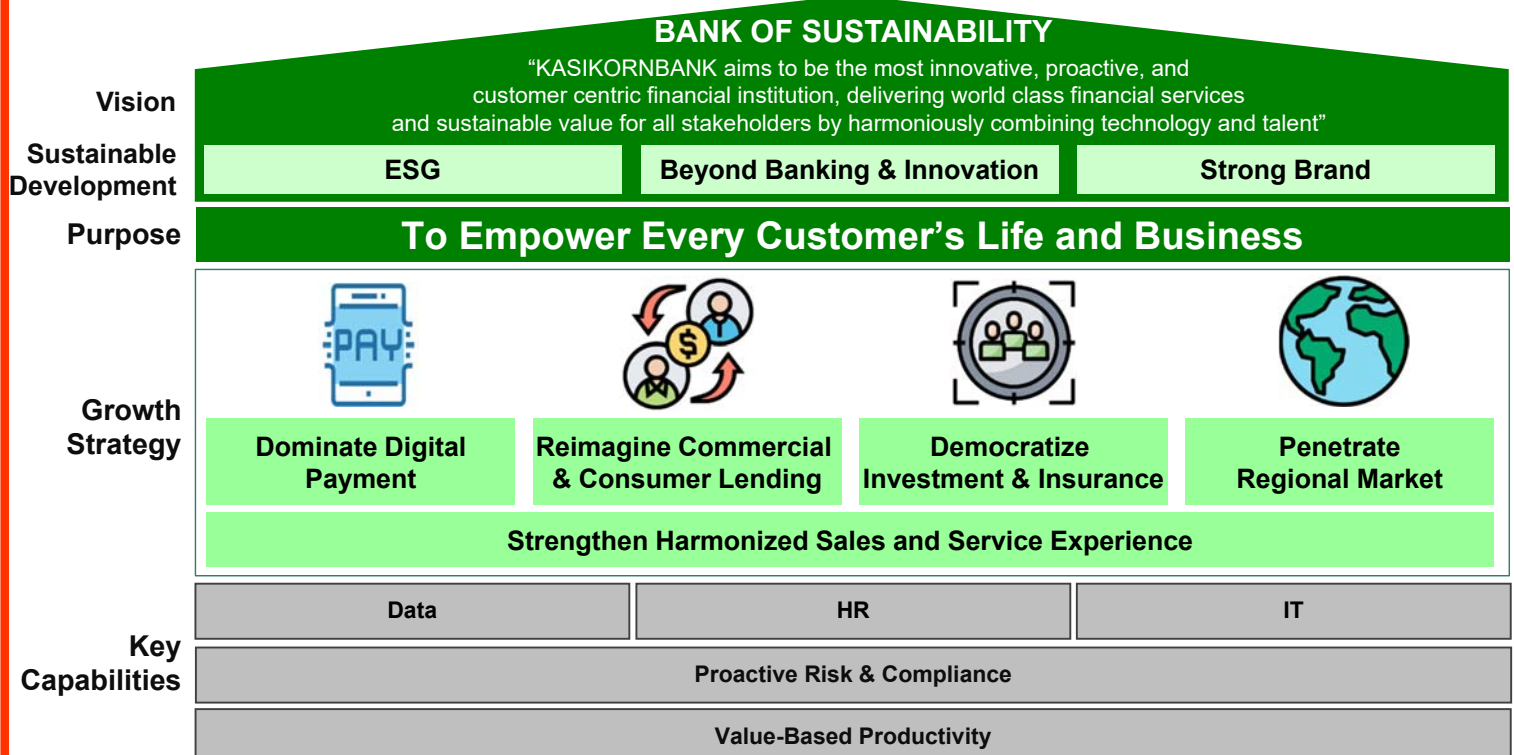 BANK OF SUSTAINABILITY
“KASIKORNBANK aims to be the most innovative, proactive, and
customer centric financial institution, delivering world class financial services
and sustainable value for all stakeholders by harmoniously combining technology and talent”
Vision
Sustainable
Development
ESG
Beyond Banking & Innovation
Strong Brand
Purpose
To Empower Every Customer’s Life and Business
PAY
$
Growth
Strategy
Dominate Digital
Payment
Reimagine Commercial
& Consumer Lending
Democratize
Investment & Insurance
Penetrate
Regional Market
Strengthen Harmonized Sales and Service Experience
Key
Capabilities
Data
HR
IT
Proactive Risk & Compliance
Value-Based Productivity